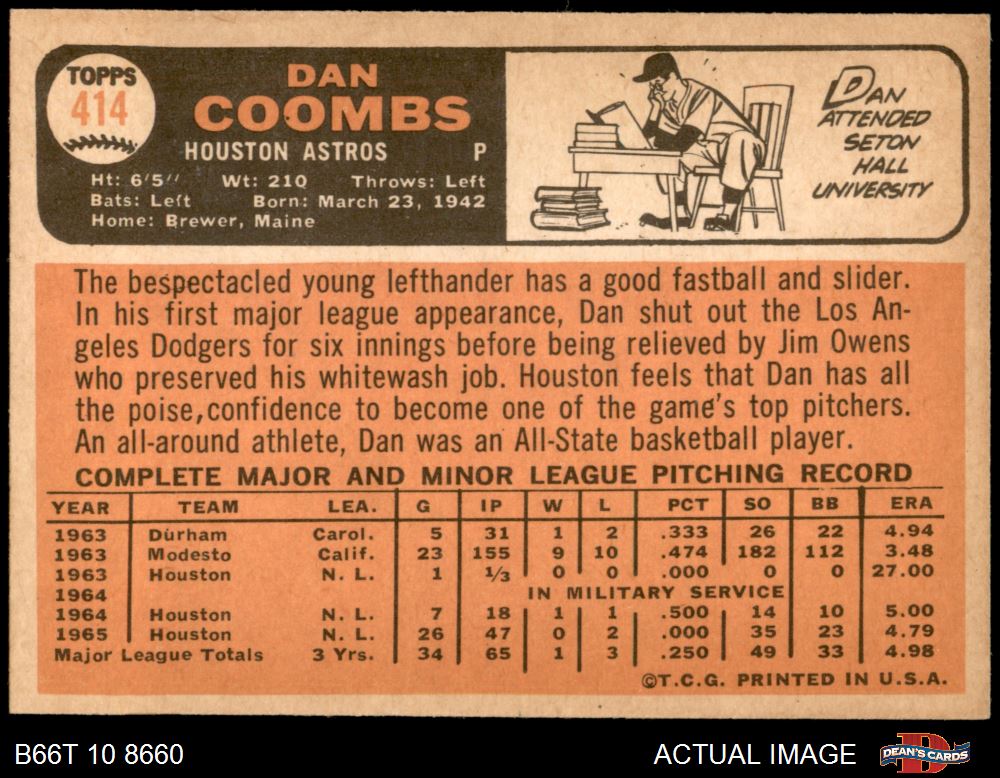 TOPPS
414
DAN
COOMBS
HOUSTON ASTROS P
Ht: 6'5" Wt: 210 Throws: Left
Bats: Left Born: March 23, 1942
Home: Brewer, Maine
DAN
ATTENDED
SETON
HALL
UNIVERSITY
The bespectacled young lefthander has a good fastball and slider.
In his first major league appearance, Dan shut out the Los An-
geles Dodgers for six innings before being relieved by Jim Owens
who preserved his whitewash job. Houston feels that Dan has all
the poise, confidence to become one of the game's top pitchers.
An all-around athlete, Dan was an All-State basketball player.
COMPLETE MAJOR AND MINOR LEAGUE PITCHING RECORD
YEAR TEAM LEA. G IP W L PCT SO BB ERA
1963 Durham Carol. 5 31 1 2 .333 26 22 4.94
1963 Modesto Calif. 23 155 9 10 .474 182 112 3.48
1963 Houston N. L. 1 1/3 0 0 .000 0 0 27.00
1964 IN MILITARY SERVICE
1964 Houston N. L. 7 18 1 1 .500 14 10 5.00
1965 Houston N. L. 26 47 0 2 .000 35 23 4.79
Major League Totals 3 Yrs. 34 65 1 3 .250 49 33 4.98
©T.C.G. PRINTED IN U.S.A.
B66T 10 8660 ACTUAL IMAGE DEAN'S CARDS